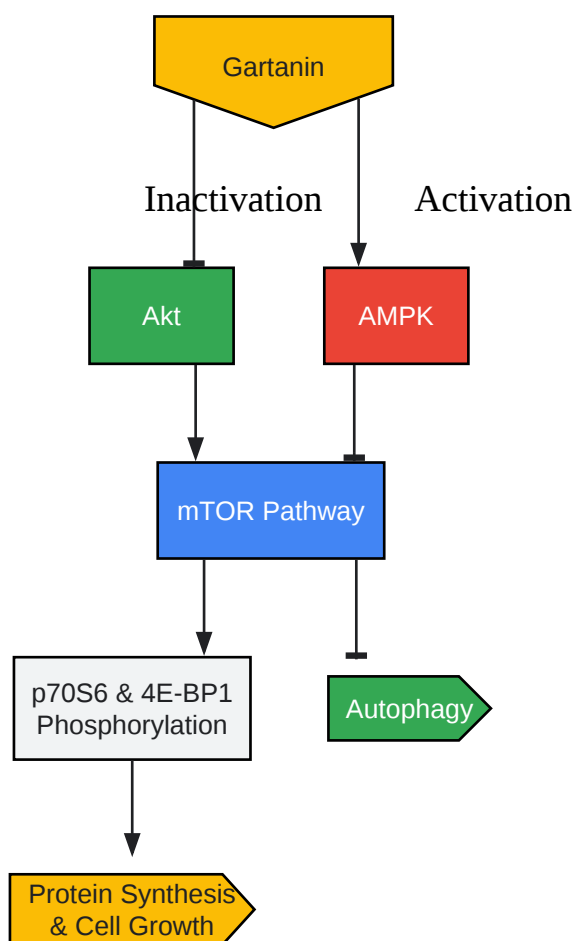 Gartanin
Inactivation
Activation
Akt
AMPK
mTOR Pathway
p70S6 & 4E-BP1
Phosphorylation
Autophagy
Protein Synthesis
& Cell Growth